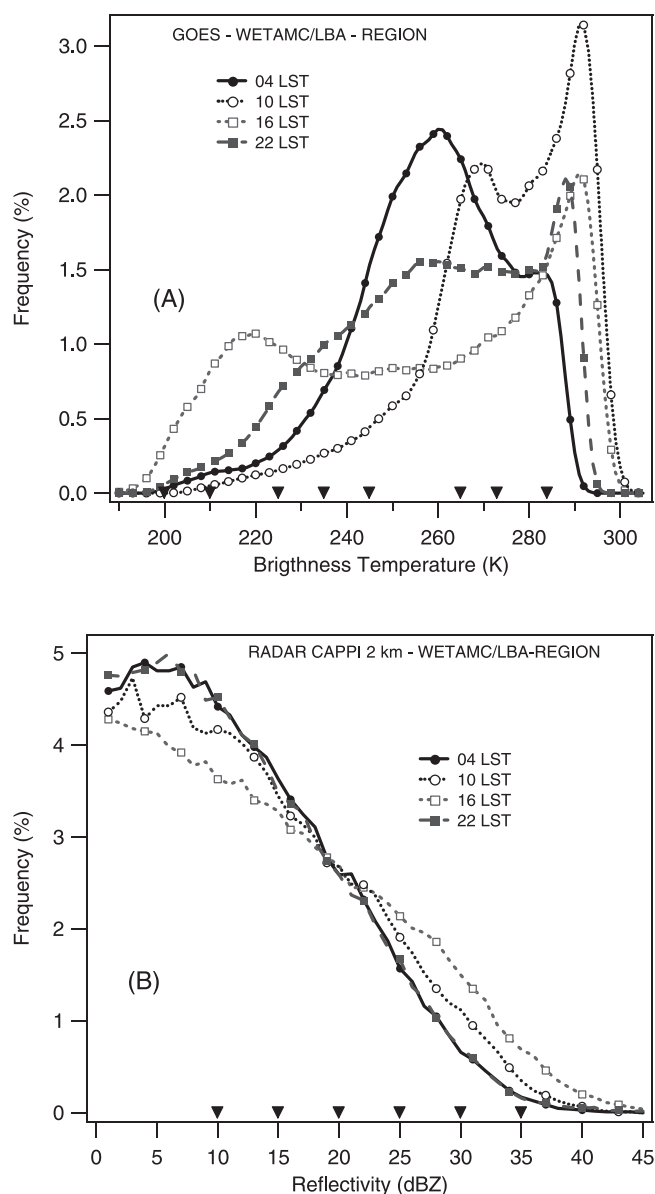 GOES - WETAMC/LBA - REGION
04 LST
10 LST
16 LST
22 LST
(A)
Frequency (%)
3.0
2.5
2.0
1.5
1.0
0.5
0.0
200 220 240 260 280 300
Brigthness Temperature (K)
RADAR CAPPI 2 km - WETAMC/LBA-REGION
04 LST
10 LST
16 LST
22 LST
(B)
Frequency (%)
5
4
3
2
1
0
0 5 10 15 20 25 30 35 40 45
Reflectivity (dBZ)